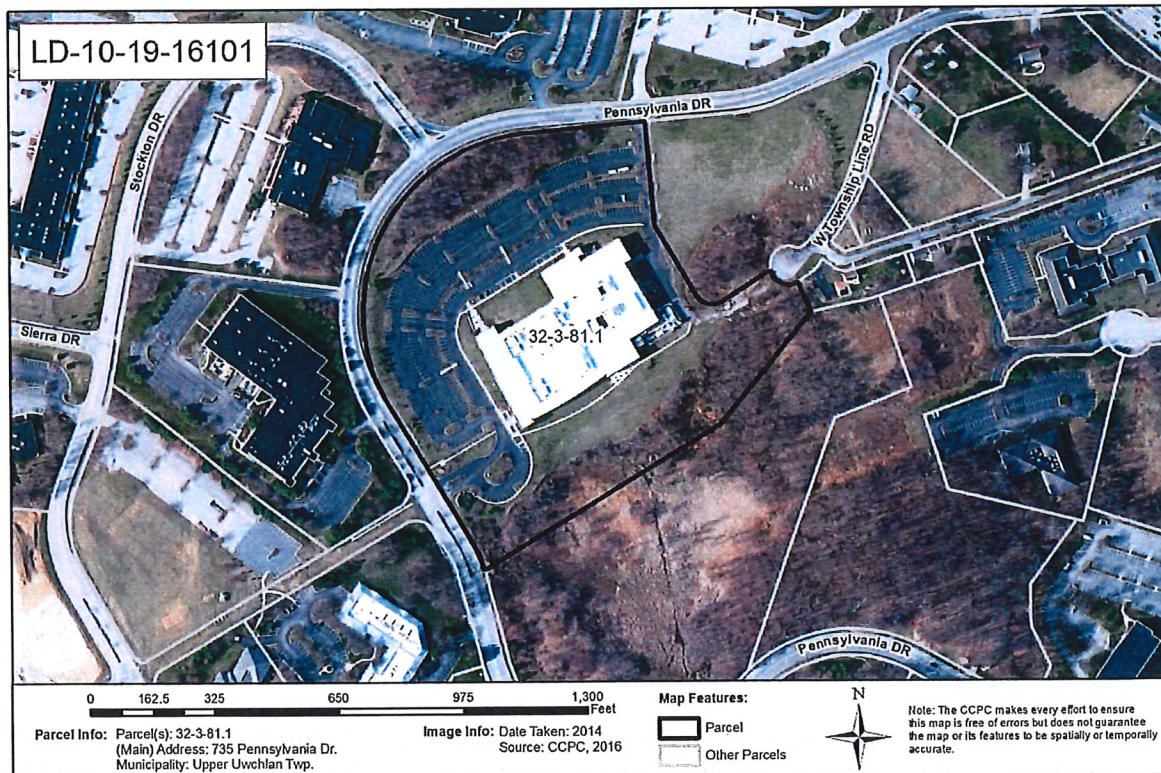 LD-10-19-16101
Pennsylvania DR
Stockton DR
W Township Line RD
32-3-81.1
Sierra DR
Pennsylvania DR
0 162.5 325 650 975 1,300
Feet
Parcel Info: Parcel(s): 32-3-81.1
(Main) Address: 735 Pennsylvania Dr.
Municipality: Upper Uwchlan Twp.
Image Info: Date Taken: 2014
Source: CCPC, 2016
Map Features:
Parcel
Other Parcels
N
Note: The CCPC makes every effort to ensure
this map is free of errors but does not guarantee
the map or its features to be spatially or temporally
accurate.